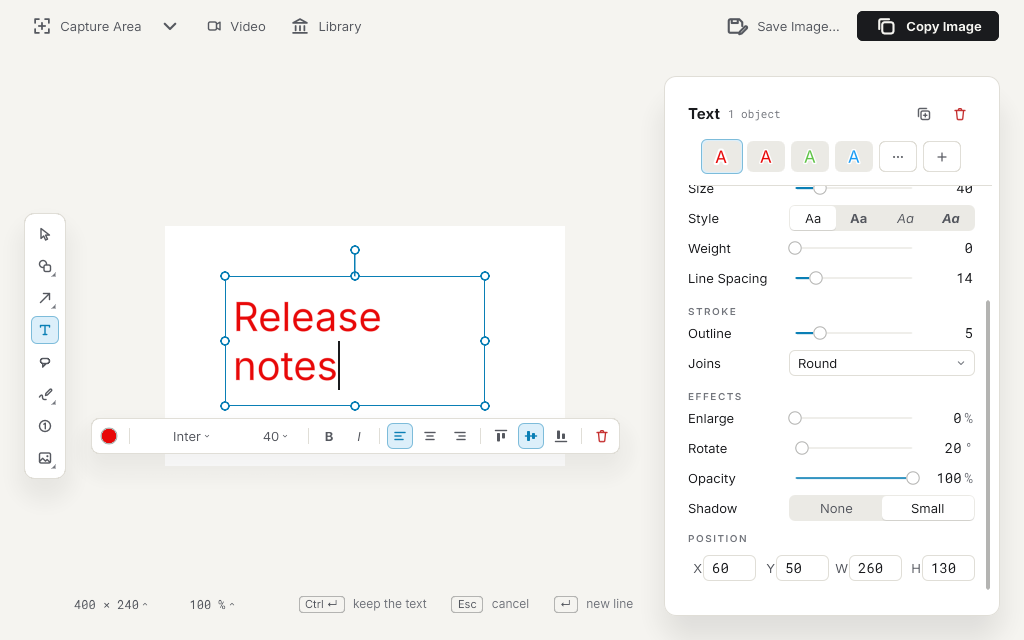 Capture Area
Video
Library
Save Image...
Copy Image
Text 1 object
A A A A ... +
Size 40
Style Aa Aa Aa Aa
Weight 0
Line Spacing 14
STROKE
Outline 5
Joins Round
EFFECTS
Enlarge 0 %
Rotate 20 °
Opacity 100 %
Shadow None Small
POSITION
X 60 Y 50 W 260 H 130
T
1
Release
notes
Inter 40 B I
400 × 240 100 % Ctrl ↵ keep the text Esc cancel ↵ new line